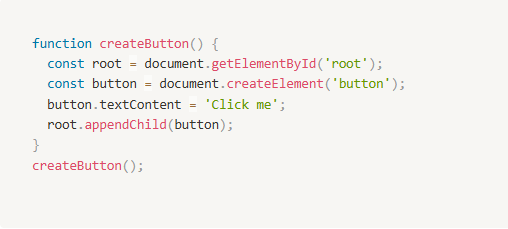 function createButton() {
  const root = document.getElementById('root');
  const button = document.createElement('button');
  button.textContent = 'Click me';
  root.appendChild(button);
}
createButton();